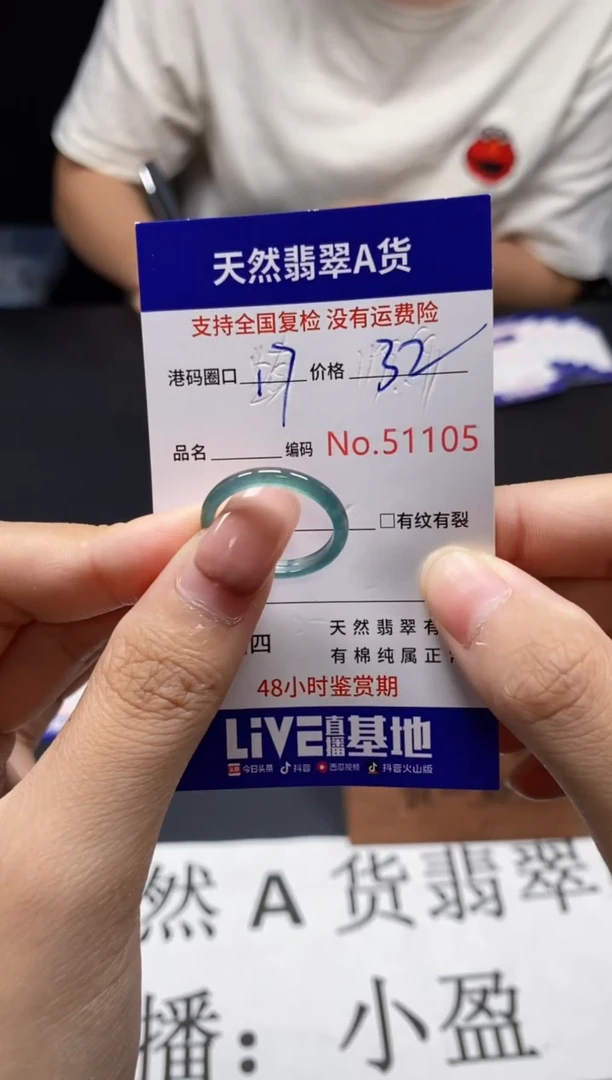 天然翡翠A货
支持全国复检 没有运费险
港码圈口 17 价格 32
品名 编码 No.51105
□有纹有裂
四 天然翡翠有
有棉纯属正常
48小时鉴赏期
LiVE直播基地
今日头条 抖音 西瓜视频 抖音火山版
然A货翡翠
播：小盈